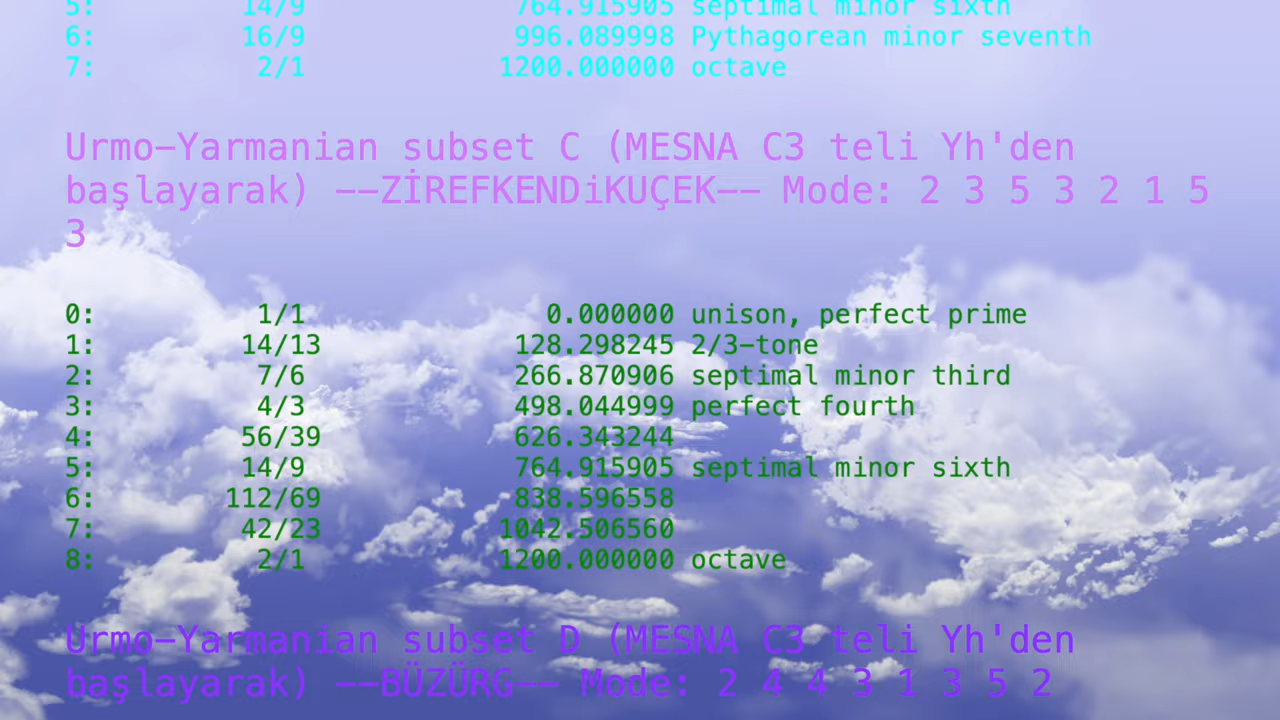 5: 14/9 764.915905 septimal minor sixth
6: 16/9 996.089998 Pythagorean minor seventh
7: 2/1 1200.000000 octave
Urmo-Yarmanian subset C (MESNA C3 teli Yh'den
başlayarak) --ZİREFKENDiKUÇEK-- Mode: 2 3 5 3 2 1 5
3
0: 1/1 0.000000 unison, perfect prime
1: 14/13 128.298245 2/3-tone
2: 7/6 266.870906 septimal minor third
3: 4/3 498.044999 perfect fourth
4: 56/39 626.343244
5: 14/9 764.915905 septimal minor sixth
6: 112/69 838.596558
7: 42/23 1042.506560
8: 2/1 1200.000000 octave
Urmo-Yarmanian subset D (MESNA C3 teli Yh'den
başlayarak) --BÜZÜRG-- Mode: 2 4 4 3 1 3 5 2